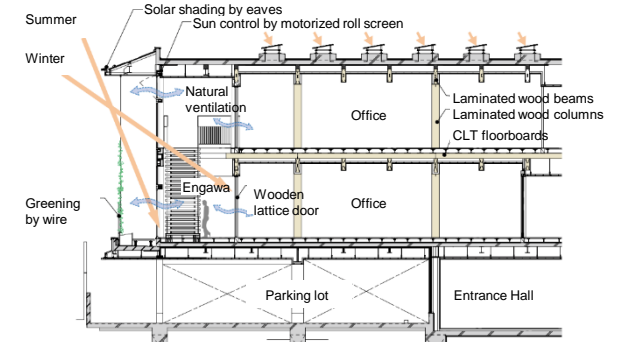 Solar shading by eaves
Summer
Sun control by motorized roll screen
Winter
Natural
ventilation
Laminated wood beams
Office
Laminated wood columns
CLT floorboards
Engawa
Wooden
lattice door
Greening
by wire
Office
Parking lot
Entrance Hall